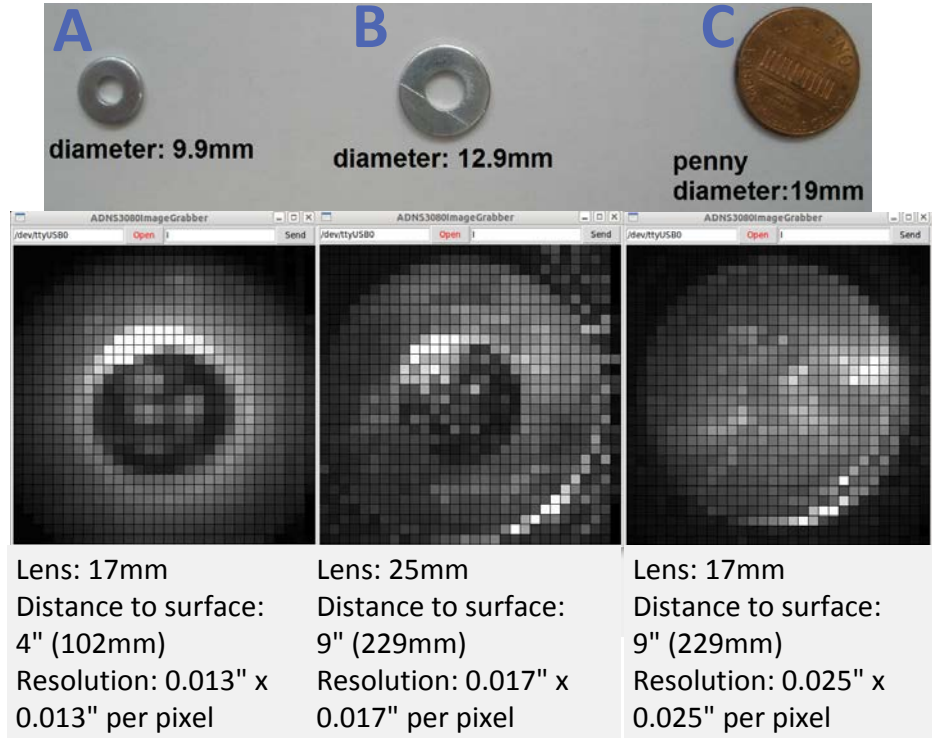 A B C
diameter: 9.9mm
diameter: 12.9mm
penny
diameter:19mm
ADNS3080ImageGrabber
/dev/ttyUSB0 Open I Send
ADNS3080ImageGrabber
/dev/ttyUSB0 Open I Send
ADNS3080ImageGrabber
/dev/ttyUSB0 Open I Send
Lens: 17mm
Distance to surface:
4" (102mm)
Resolution: 0.013" x
0.013" per pixel
Lens: 25mm
Distance to surface:
9" (229mm)
Resolution: 0.017" x
0.017" per pixel
Lens: 17mm
Distance to surface:
9" (229mm)
Resolution: 0.025" x
0.025" per pixel